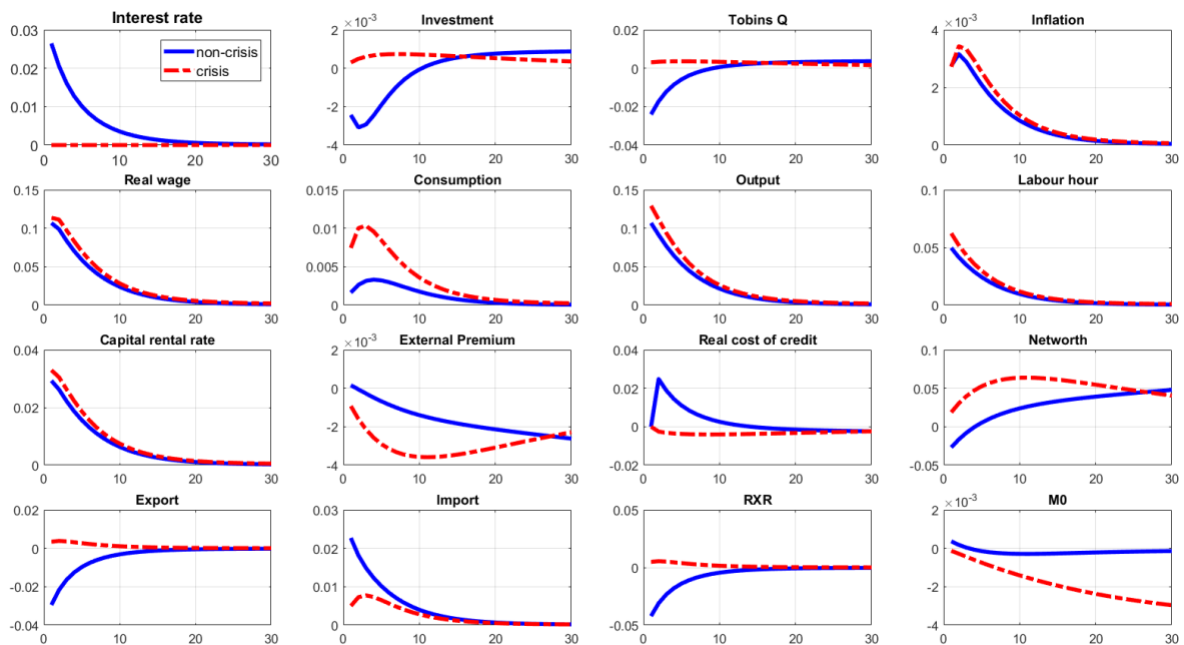 Interest rate
0.03
0.02
0.01
0
0 10 20 30
non-crisis
crisis
Investment
×10⁻³
2
0
-2
-4
0 10 20 30
Tobins Q
0.02
0
-0.02
-0.04
0 10 20 30
Inflation
×10⁻³
4
2
0
0 10 20 30
Real wage
0.15
0.1
0.05
0
0 10 20 30
Consumption
0.015
0.01
0.005
0
0 10 20 30
Output
0.15
0.1
0.05
0
0 10 20 30
Labour hour
0.1
0.05
0
0 10 20 30
Capital rental rate
0.04
0.02
0
0 10 20 30
External Premium
×10⁻³
2
0
-2
-4
0 10 20 30
Real cost of credit
0.04
0.02
0
-0.02
0 10 20 30
Networth
0.1
0.05
0
-0.05
0 10 20 30
Export
0.02
0
-0.02
-0.04
0 10 20 30
Import
0.03
0.02
0.01
0
0 10 20 30
RXR
0.05
0
-0.05
0 10 20 30
M0
×10⁻³
2
0
-2
-4
0 10 20 30